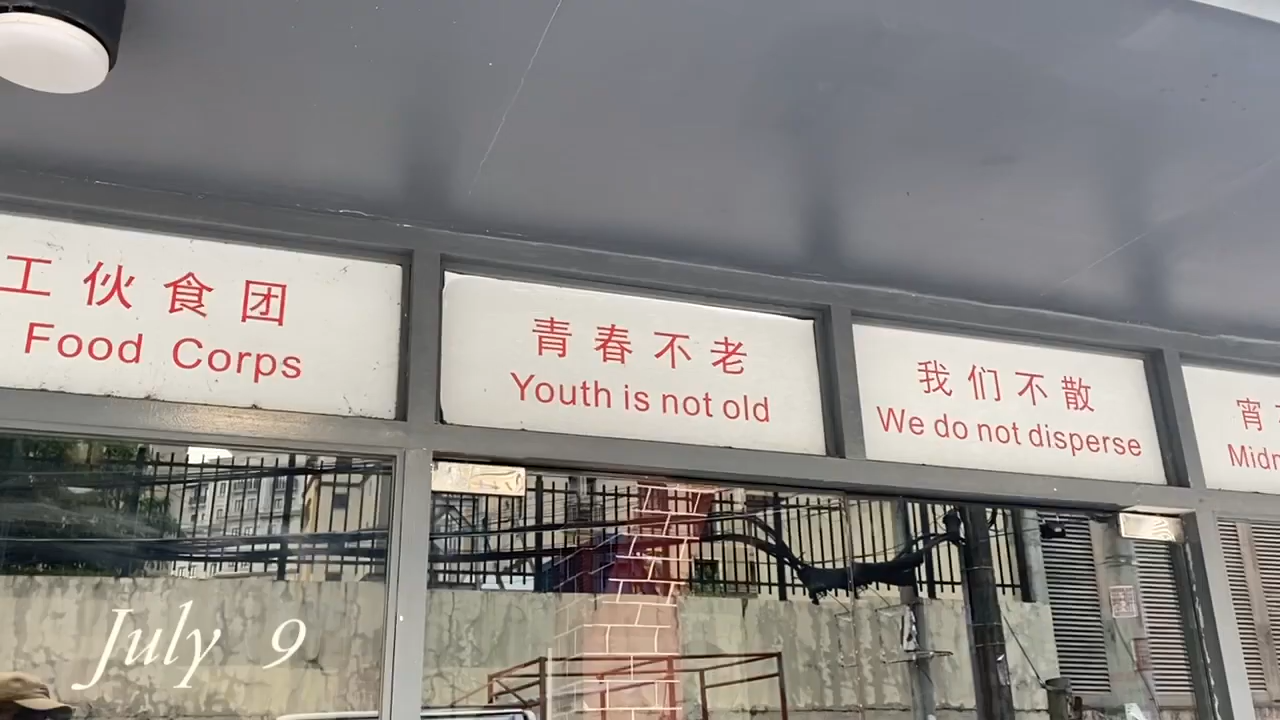 工伙食团
Food Corps
青春不老
Youth is not old
我们不散
We do not disperse
宵
July 9